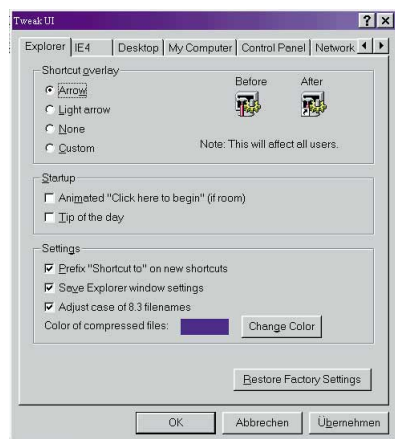 Tweak UI
Explorer IE4 Desktop My Computer Control Panel Network
Shortcut overlay
Arrow
Light arrow
None
Custom
Before After
Note: This will affect all users.
Startup
Animated "Click here to begin" (if room)
Tip of the day
Settings
Prefix "Shortcut to" on new shortcuts
Save Explorer window settings
Adjust case of 8.3 filenames
Color of compressed files: Change Color
Restore Factory Settings
OK Abbrechen Übernehmen